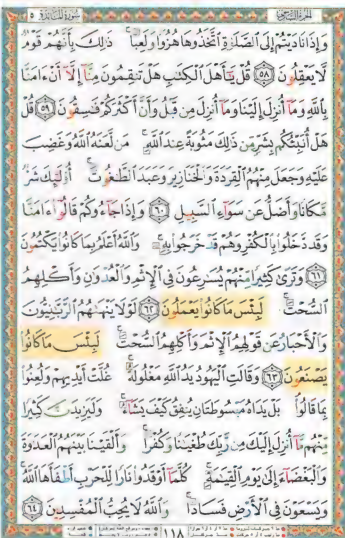 الجزء السادس سورة المائدة ٥
وَإِذَا نَادَيْتُمْ إِلَى الصَّلَوٰةِ اتَّخَذُوهَا هُزُوًا وَلَعِبًا ۚ ذَٰلِكَ بِأَنَّهُمْ قَوْمٌ
لَّا يَعْقِلُونَ ٥٨ قُلْ يَٰٓأَهْلَ الْكِتَٰبِ هَلْ تَنقِمُونَ مِنَّآ إِلَّآ أَنْ ءَامَنَّا
بِاللَّهِ وَمَآ أُنزِلَ إِلَيْنَا وَمَآ أُنزِلَ مِن قَبْلُ وَأَنَّ أَكْثَرَكُمْ فَٰسِقُونَ ٥٩ قُلْ
هَلْ أُنَبِّئُكُم بِشَرٍّ مِّن ذَٰلِكَ مَثُوبَةً عِندَ اللَّهِ ۚ مَن لَّعَنَهُ اللَّهُ وَغَضِبَ
عَلَيْهِ وَجَعَلَ مِنْهُمُ الْقِرَدَةَ وَالْخَنَازِيرَ وَعَبَدَ الطَّٰغُوتَ ۚ أُو۟لَٰٓئِكَ شَرٌّ
مَّكَانًا وَأَضَلُّ عَن سَوَآءِ السَّبِيلِ ٦٠ وَإِذَا جَآءُوكُمْ قَالُوٓا۟ ءَامَنَّا
وَقَد دَّخَلُوا۟ بِالْكُفْرِ وَهُمْ قَدْ خَرَجُوا۟ بِهِۦ ۚ وَاللَّهُ أَعْلَمُ بِمَا كَانُوا۟ يَكْتُمُونَ
٦١ وَتَرَىٰ كَثِيرًا مِّنْهُمْ يُسَٰرِعُونَ فِى الْإِثْمِ وَالْعُدْوَٰنِ وَأَكْلِهِمُ
السُّحْتَ ۚ لَبِئْسَ مَا كَانُوا۟ يَعْمَلُونَ ٦٢ لَوْلَا يَنْهَىٰهُمُ الرَّبَّٰنِيُّونَ
وَالْأَحْبَارُ عَن قَوْلِهِمُ الْإِثْمَ وَأَكْلِهِمُ السُّحْتَ ۚ لَبِئْسَ مَا كَانُوا۟
يَصْنَعُونَ ٦٣ وَقَالَتِ الْيَهُودُ يَدُ اللَّهِ مَغْلُولَةٌ ۚ غُلَّتْ أَيْدِيهِمْ وَلُعِنُوا۟
بِمَا قَالُوا۟ ۘ بَلْ يَدَاهُ مَبْسُوطَتَانِ يُنفِقُ كَيْفَ يَشَآءُ ۚ وَلَيَزِيدَنَّ كَثِيرًا
مِّنْهُم مَّآ أُنزِلَ إِلَيْكَ مِن رَّبِّكَ طُغْيَٰنًا وَكُفْرًا ۚ وَأَلْقَيْنَا بَيْنَهُمُ الْعَدَٰوَةَ
وَالْبَغْضَآءَ إِلَىٰ يَوْمِ الْقِيَٰمَةِ ۚ كُلَّمَآ أَوْقَدُوا۟ نَارًا لِّلْحَرْبِ أَطْفَأَهَا اللَّهُ ۚ
وَيَسْعَوْنَ فِى الْأَرْضِ فَسَادًا ۚ وَاللَّهُ لَا يُحِبُّ الْمُفْسِدِينَ ٦٤
١١٨